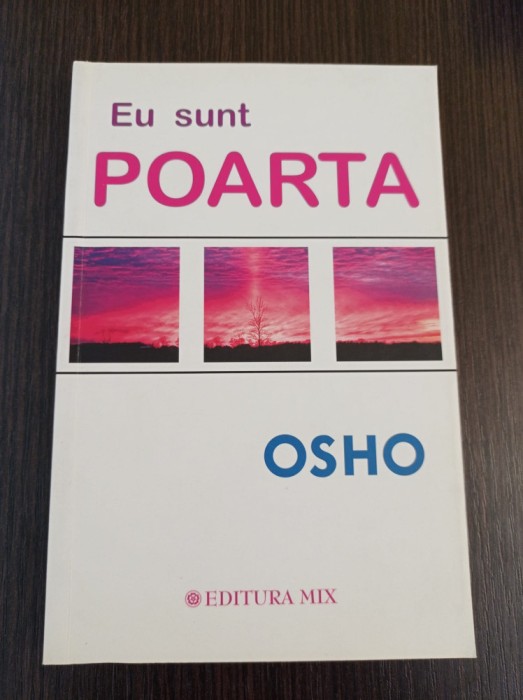 Eu sunt
POARTA
OSHO
EDITURA MIX